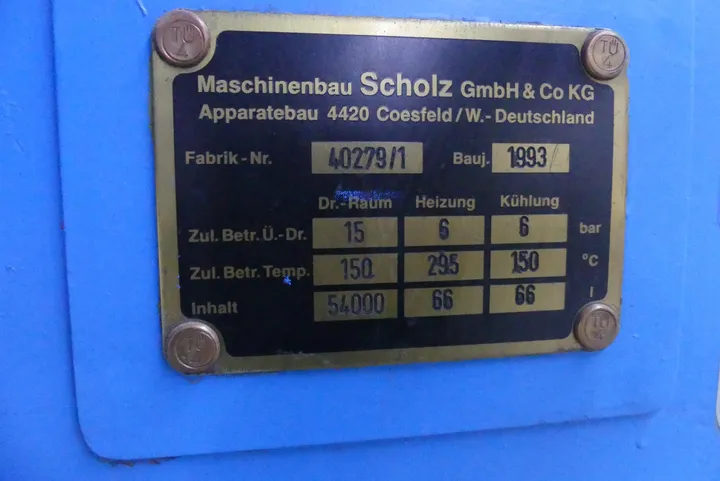 Maschinenbau Scholz GmbH & Co KG
Apparatebau 4420 Coesfeld / W.- Deutschland
Fabrik - Nr. 40279/1 Bauj. 1993
Dr.-Raum Heizung Kühlung
Zul. Betr. Ü.- Dr. 15 6 6 bar
Zul. Betr. Temp. 150 295 150 °C
Inhalt 54000 66 66 l